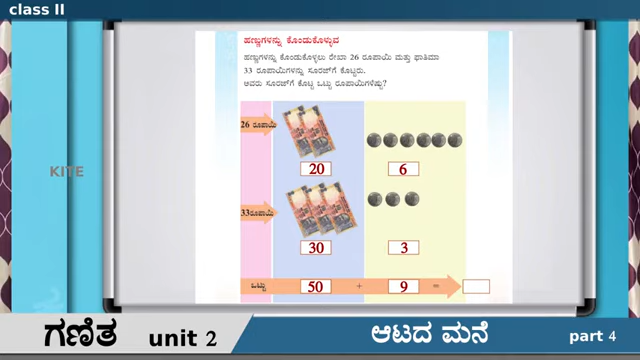 class II
ಹಣ್ಣುಗಳನ್ನು ಕೊಂಡುಕೊಳ್ಳುವ
ಹಣ್ಣುಗಳನ್ನು ಕೊಂಡುಕೊಳ್ಳಲು ರೇಖಾ 26 ರೂಪಾಯಿ ಮತ್ತು ಫಾತಿಮಾ
33 ರೂಪಾಯಿಗಳನ್ನು ಸೂರಜ್‌ಗೆ ಕೊಟ್ಟರು.
ಅವರು ಸೂರಜ್‌ಗೆ ಕೊಟ್ಟ ಒಟ್ಟು ರೂಪಾಯಿಗಳೆಷ್ಟು?
26 ರೂಪಾಯಿ
20 6
KITE
33ರೂಪಾಯಿ
30 3
ಒಟ್ಟು 50 + 9 =
ಗಣಿತ unit 2 ಆಟದ ಮನೆ part 4